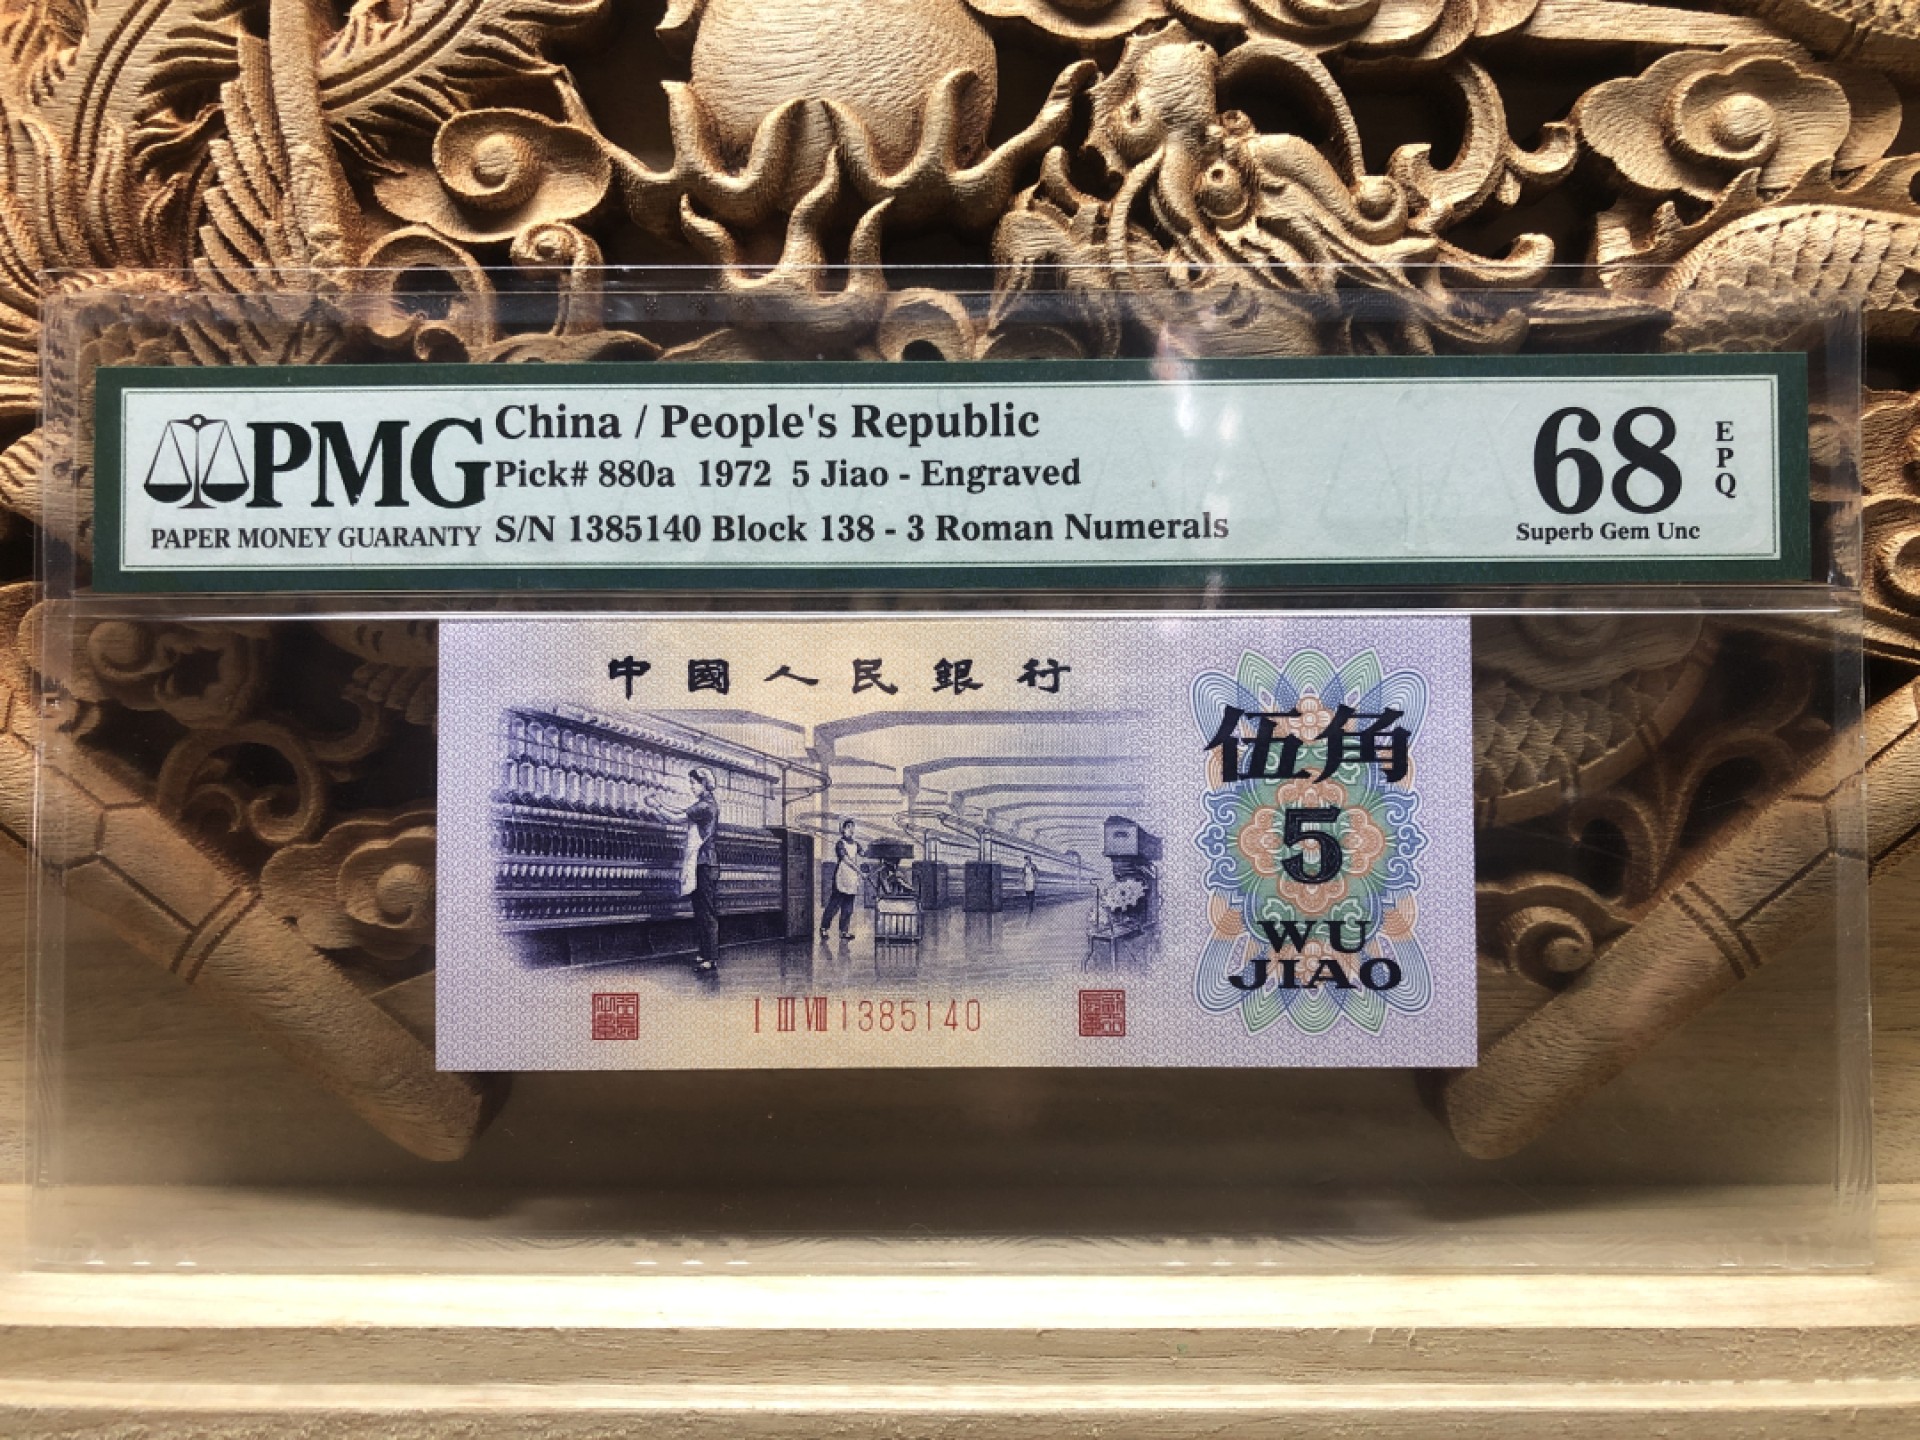 PMG
PAPER MONEY GUARANTY
China / People's Republic
Pick# 880a 1972 5 Jiao - Engraved
S/N 1385140 Block 138 - 3 Roman Numerals
68
EPQ
Superb Gem Unc
中國人民銀行
伍角
5
WU
JIAO
I III VIII 1385140